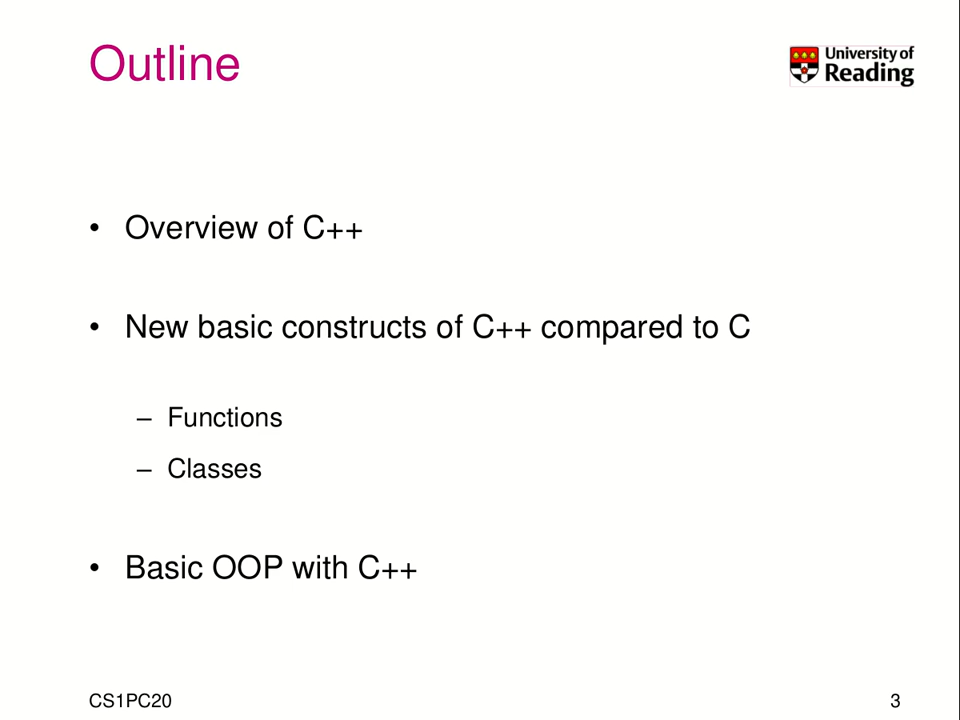 Outline
University of
Reading
• Overview of C++
• New basic constructs of C++ compared to C
– Functions
– Classes
• Basic OOP with C++
CS1PC20
3